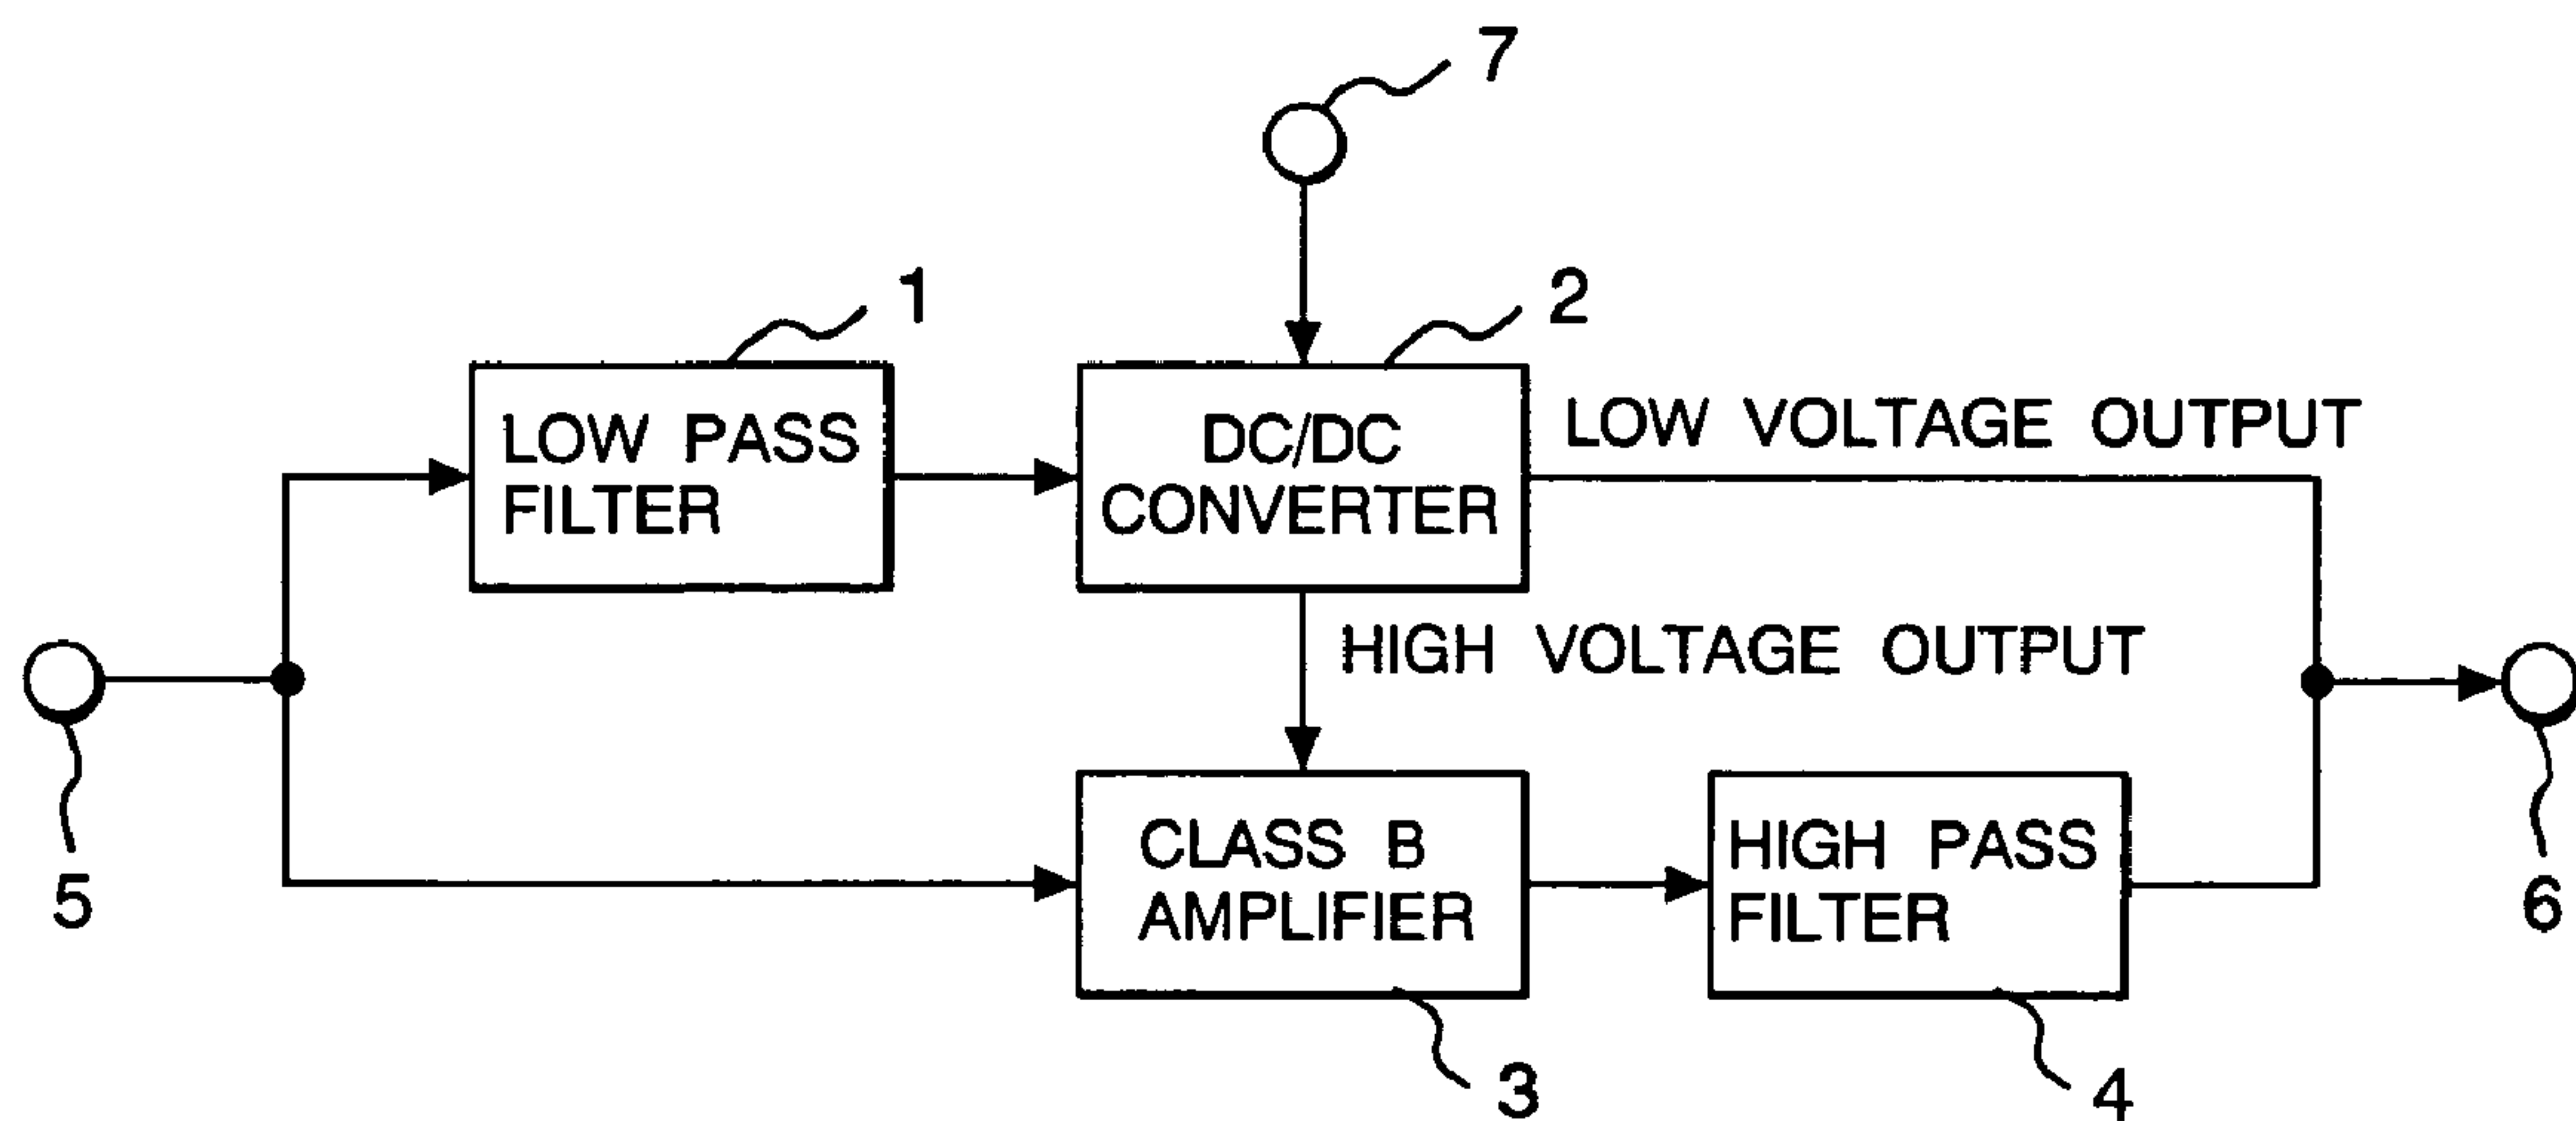 7
1
2
LOW PASS
FILTER
DC/DC
CONVERTER
LOW VOLTAGE OUTPUT
HIGH VOLTAGE OUTPUT
5
CLASS B
AMPLIFIER
HIGH PASS
FILTER
6
3
4